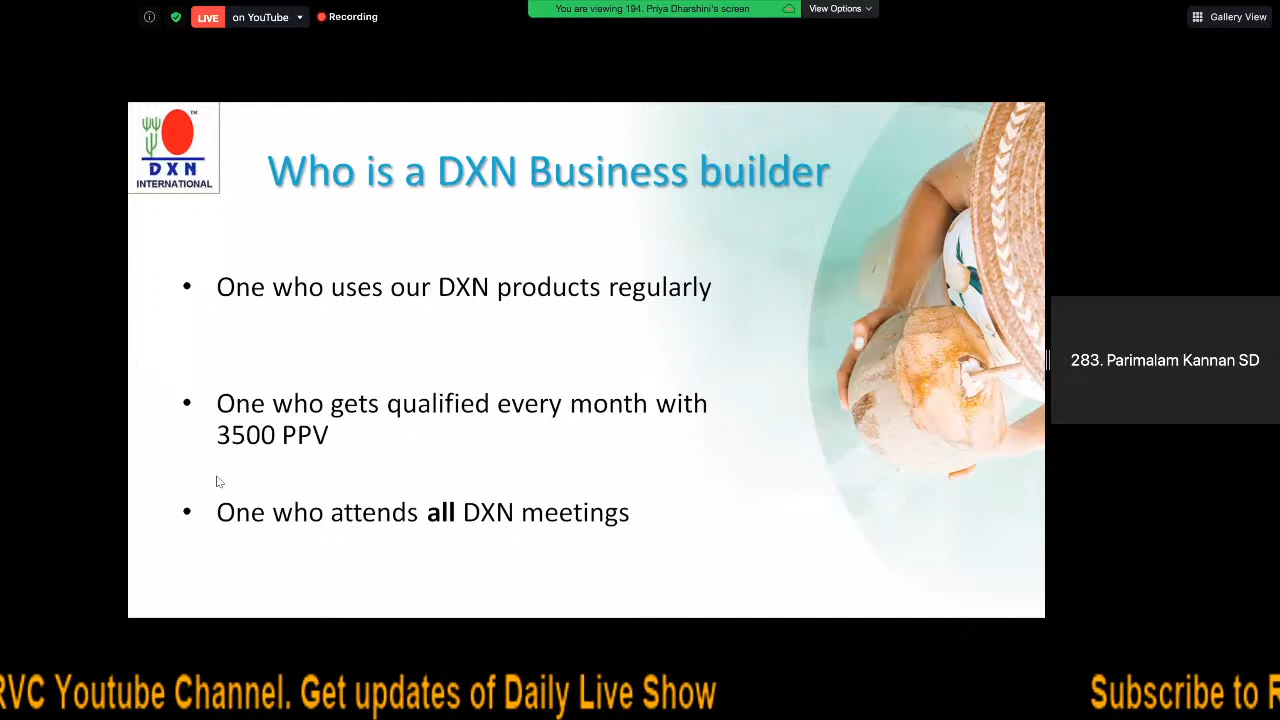 LIVE on YouTube Recording
You are viewing 194. Priya Dharshini's screen View Options
Gallery View
TM
DXN
INTERNATIONAL
Who is a DXN Business builder
• One who uses our DXN products regularly
• One who gets qualified every month with
3500 PPV
• One who attends all DXN meetings
283. Parimalam Kannan SD
RVC Youtube Channel. Get updates of Daily Live Show
Subscribe to R